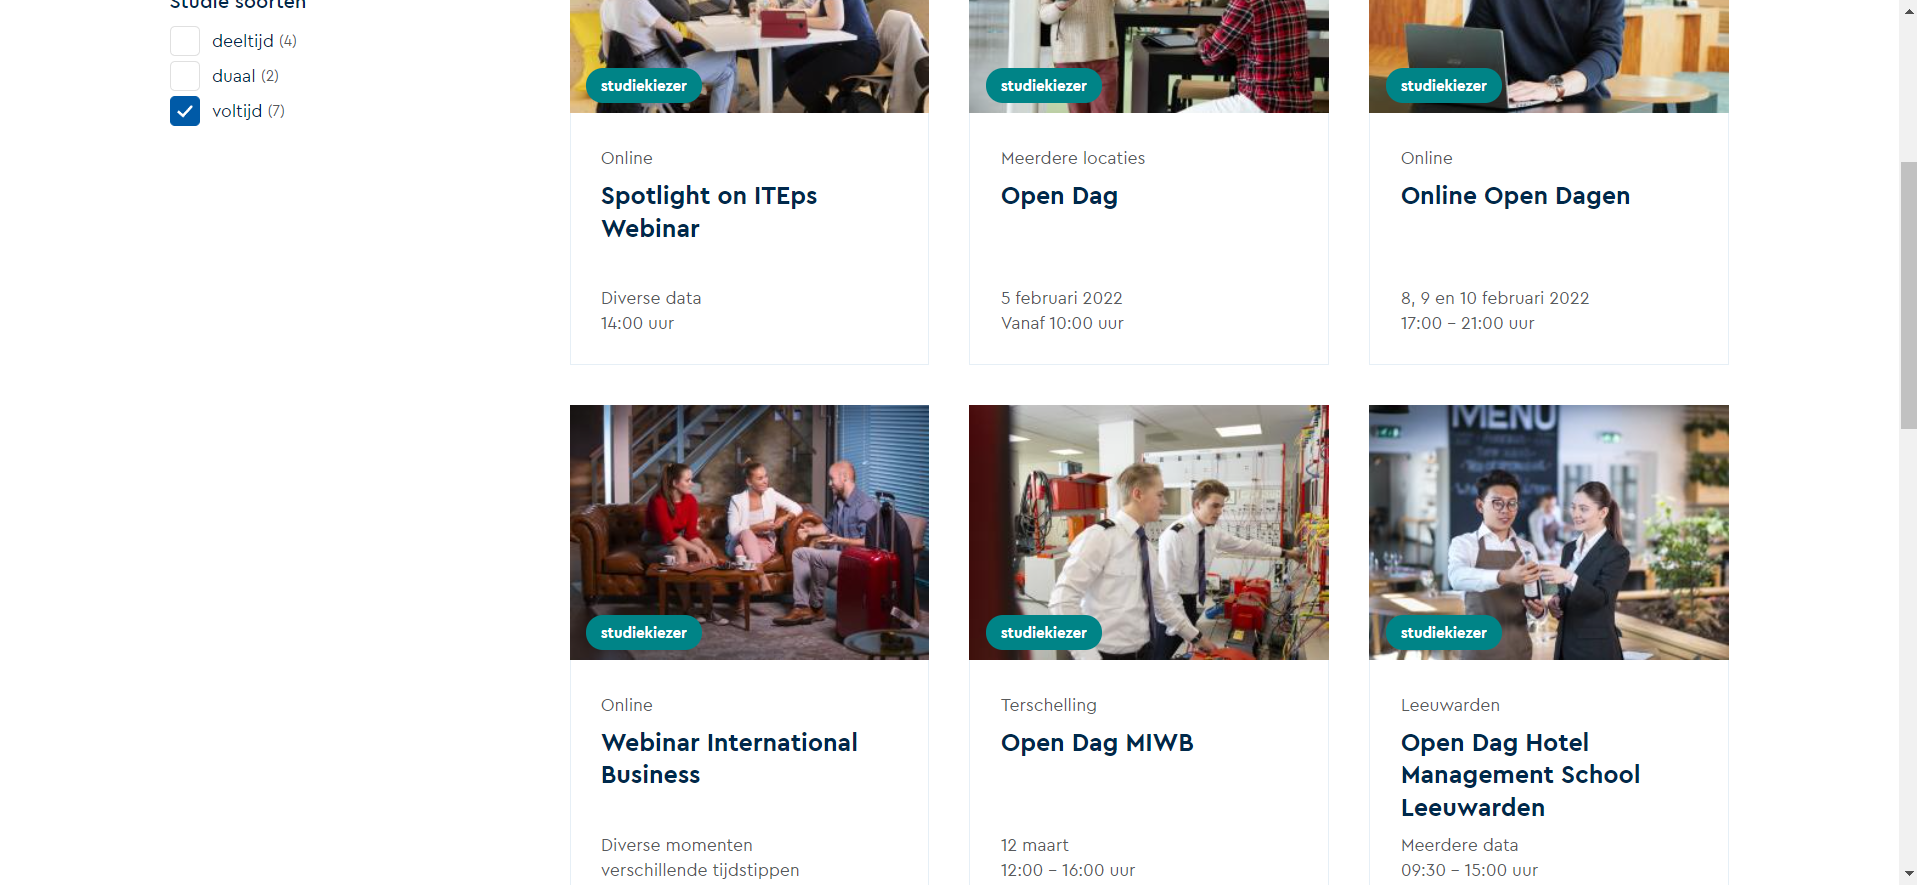 Studie soorten
deeltijd (4)
duaal (2)
voltijd (7)
studiekiezer
studiekiezer
studiekiezer
Online
Spotlight on ITEps
Webinar
Diverse data
14:00 uur
Meerdere locaties
Open Dag
5 februari 2022
Vanaf 10:00 uur
Online
Online Open Dagen
8, 9 en 10 februari 2022
17:00 – 21:00 uur
MENU
studiekiezer
studiekiezer
studiekiezer
Online
Webinar International
Business
Diverse momenten
verschillende tijdstippen
Terschelling
Open Dag MIWB
12 maart
12:00 – 16:00 uur
Leeuwarden
Open Dag Hotel
Management School
Leeuwarden
Meerdere data
09:30 – 15:00 uur